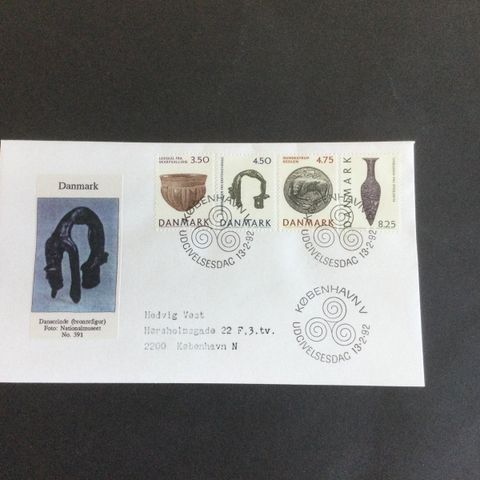 Danmark
Danserinde (bronzefigur)
Foto: Nationalmuseet
No. 391
3.50
DANMARK
4.50
DANMARK
4.75
DANMARK
DANMARK
8.25
KØBENHAVN V
UDGIVELSESDAG 13-2-92
KØBENHAVN V
UDGIVELSESDAG 13-2-92
KØBENHAVN V
UDGIVELSESDAG 13-2-92
Hedvig Vest
Hørsholmsgade 22 F,3.tv.
2200 København N